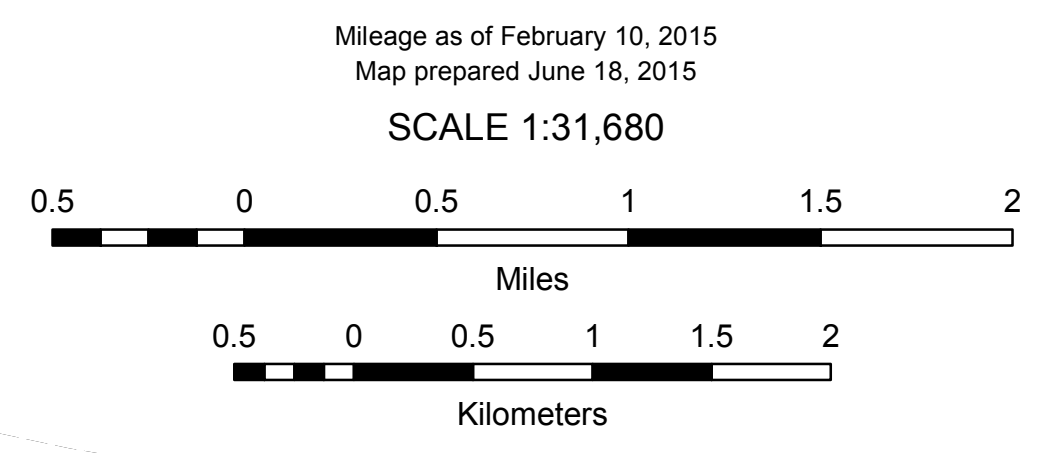 Mileage as of February 10, 2015
Map prepared June 18, 2015
SCALE 1:31,680
0.5 0 0.5 1 1.5 2
Miles
0.5 0 0.5 1 1.5 2
Kilometers